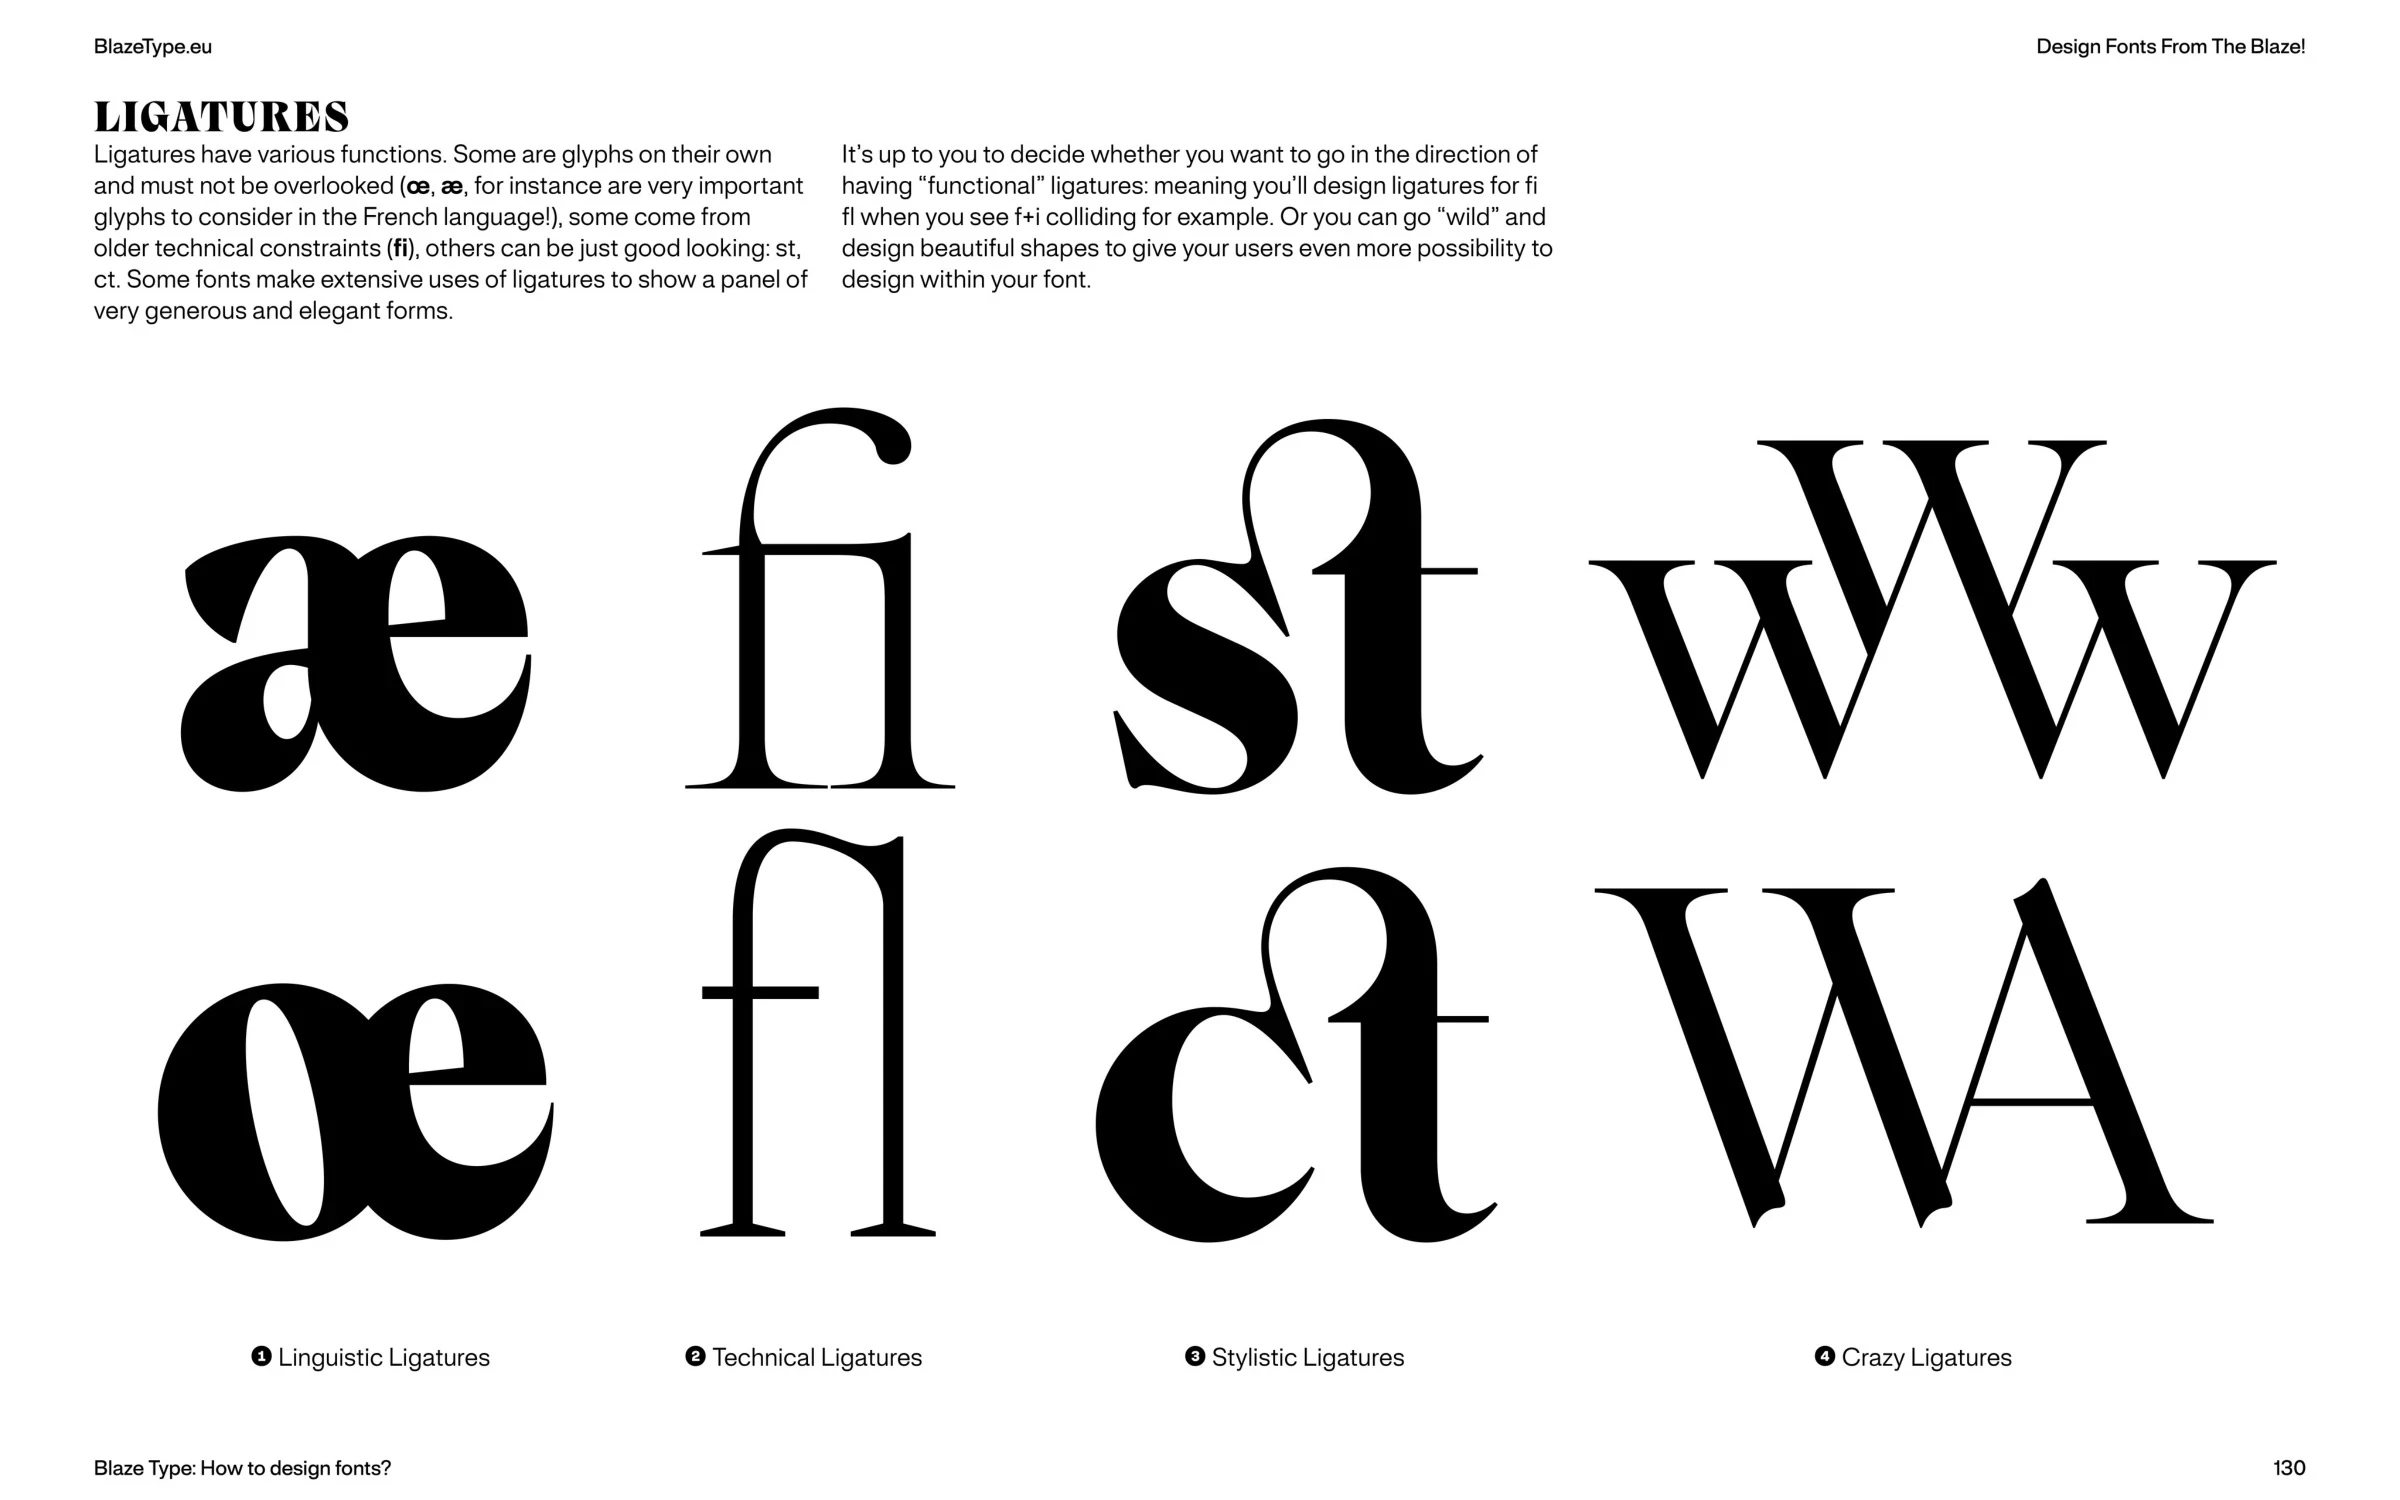 BlazeType.eu
Design Fonts From The Blaze!
LIGATURES
Ligatures have various functions. Some are glyphs on their own
and must not be overlooked (œ, æ, for instance are very important
glyphs to consider in the French language!), some come from
older technical constraints (fi), others can be just good looking: st,
ct. Some fonts make extensive uses of ligatures to show a panel of
very generous and elegant forms.
It’s up to you to decide whether you want to go in the direction of
having “functional” ligatures: meaning you’ll design ligatures for fi
fl when you see f+i colliding for example. Or you can go “wild” and
design beautiful shapes to give your users even more possibility to
design within your font.
æ fi st wWw
œ fl ct WA
1 Linguistic Ligatures
2 Technical Ligatures
3 Stylistic Ligatures
4 Crazy Ligatures
Blaze Type: How to design fonts?
130